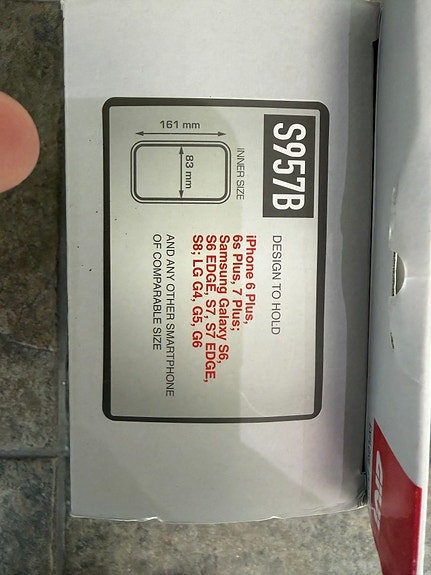 S957B
INNER SIZE
161 mm
83 mm
DESIGN TO HOLD
iPhone 6 Plus,
6s Plus, 7 Plus;
Samsung Galaxy S6,
S6 EDGE, S7, S7 EDGE,
S8; LG G4, G5, G6
AND ANY OTHER SMARTPHONE
OF COMPARABLE SIZE